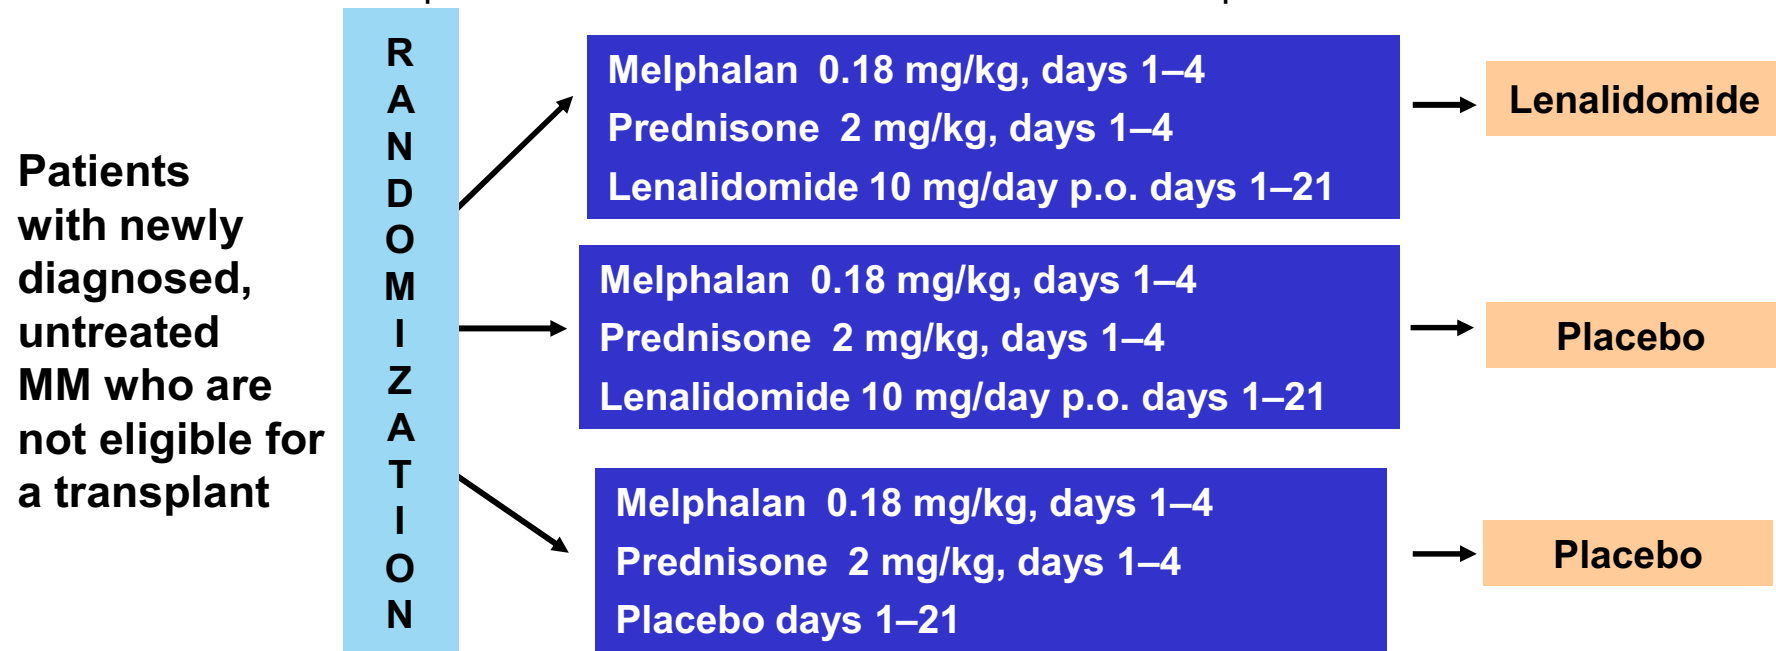 Patients
with newly
diagnosed,
untreated
MM who are
not eligible for
a transplant
R
A
N
D
O
M
I
Z
A
T
I
O
N
Melphalan 0.18 mg/kg, days 1–4
Prednisone 2 mg/kg, days 1–4
Lenalidomide 10 mg/day p.o. days 1–21
Lenalidomide
Melphalan 0.18 mg/kg, days 1–4
Prednisone 2 mg/kg, days 1–4
Lenalidomide 10 mg/day p.o. days 1–21
Placebo
Melphalan 0.18 mg/kg, days 1–4
Prednisone 2 mg/kg, days 1–4
Placebo days 1–21
Placebo